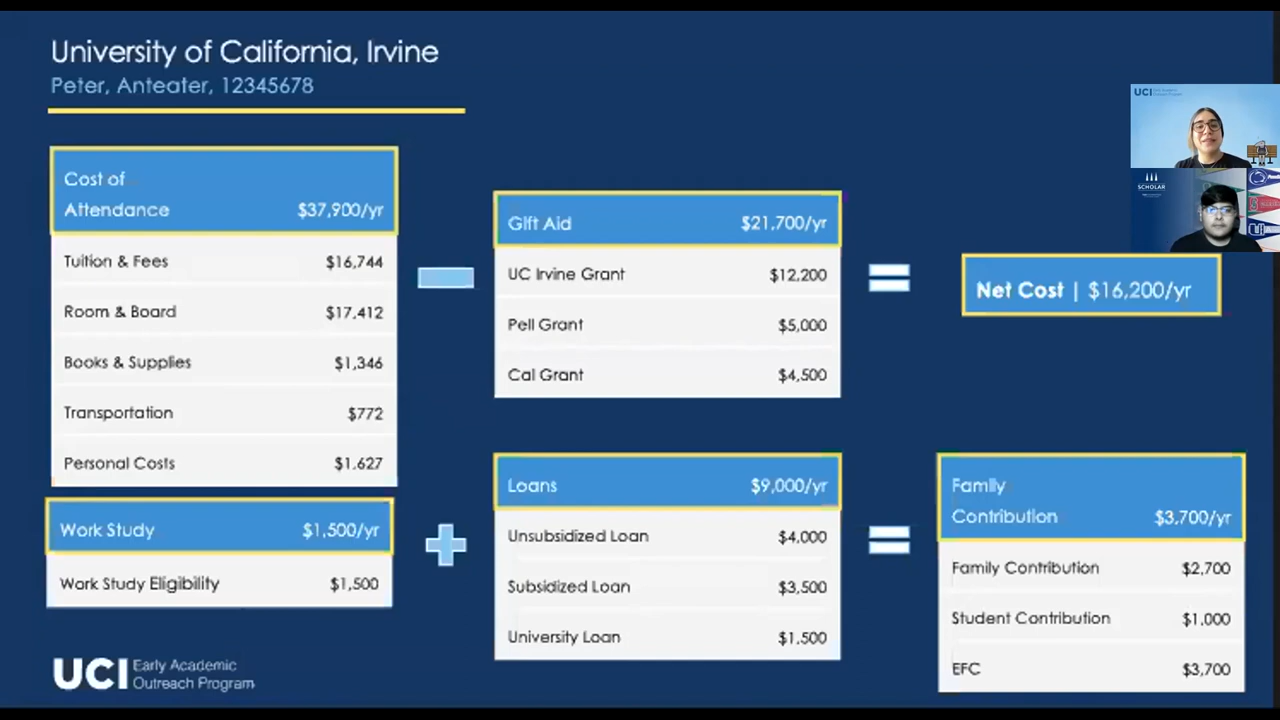 University of California, Irvine
Peter, Anteater, 12345678
Cost of
Attendance $37,900/yr
Tuition & Fees $16,744
Room & Board $17,412
Books & Supplies $1,346
Transportation $772
Personal Costs $1,627
Work Study $1,500/yr
Work Study Eligibility $1,500
Gift Aid $21,700/yr
UC Irvine Grant $12,200
Pell Grant $5,000
Cal Grant $4,500
Net Cost | $16,200/yr
Loans $9,000/yr
Unsubsidized Loan $4,000
Subsidized Loan $3,500
University Loan $1,500
Family
Contribution $3,700/yr
Family Contribution $2,700
Student Contribution $1,000
EFC $3,700
UCI Early Academic
Outreach Program
UCI
SCHOLAR